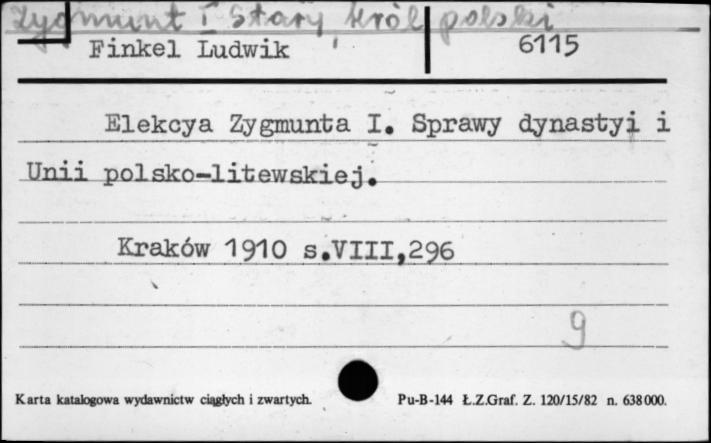 Zygmunt I Stary, król polski
Finkel Ludwik 6115
Elekcya Zygmunta I. Sprawy dynastyi i
Unii polsko-litewskiej.
Kraków 1910 s.VIII,296
9
Karta katalogowa wydawnictw ciągłych i zwartych. Pu-B-144 Ł.Z.Graf. Z. 120/15/82 n. 638000.